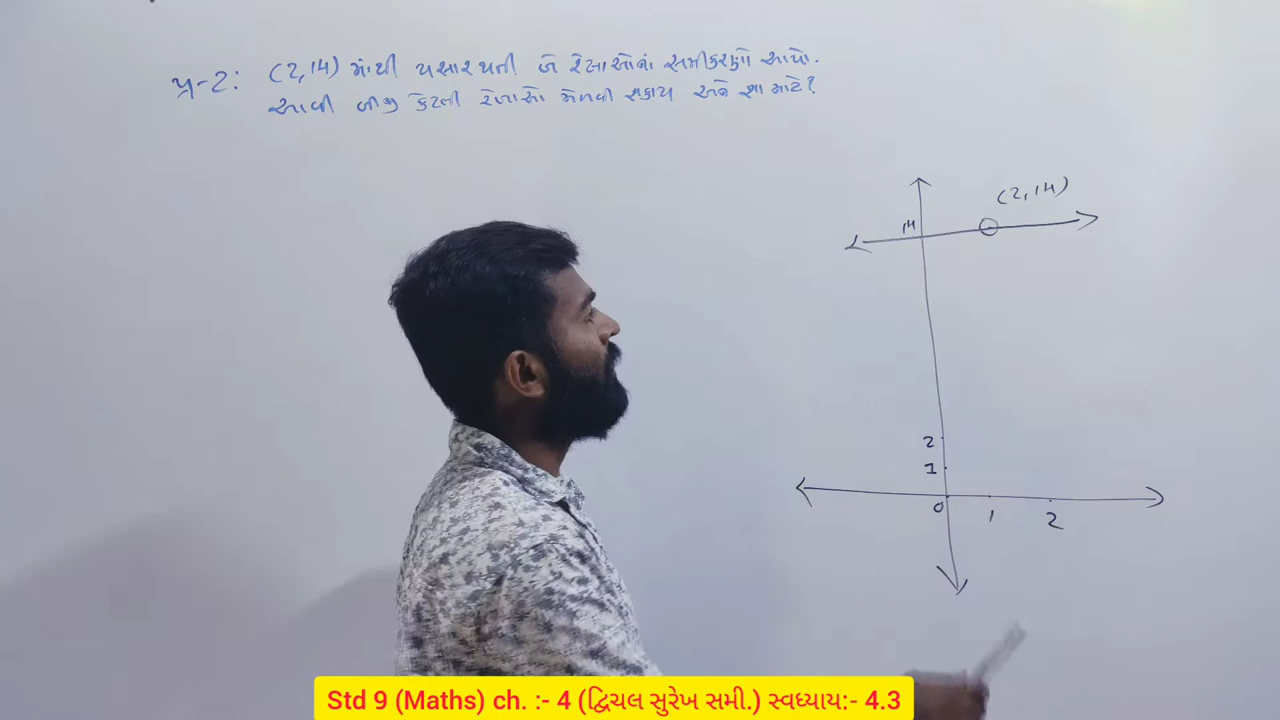 પ્ર-2: (2,14) માંથી પસાર થતી બે રેખાઓનાં સમીકરણો આપો.
આવી બીજી કેટલી રેખાઓ મેળવી શકાય અને શા માટે?
(2,14)
14
2
1
0 1 2
Std 9 (Maths) ch. :- 4 (દ્વિચલ સુરેખ સમી.) સ્વધ્યાય:- 4.3